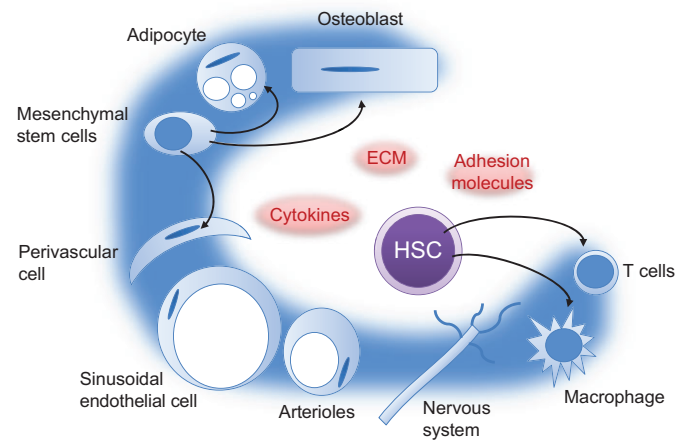 Osteoblast
Adipocyte
Mesenchymal
stem cells
ECM
Adhesion
molecules
Cytokines
HSC
Perivascular
cell
T cells
Sinusoidal
endothelial cell
Arterioles
Nervous
system
Macrophage